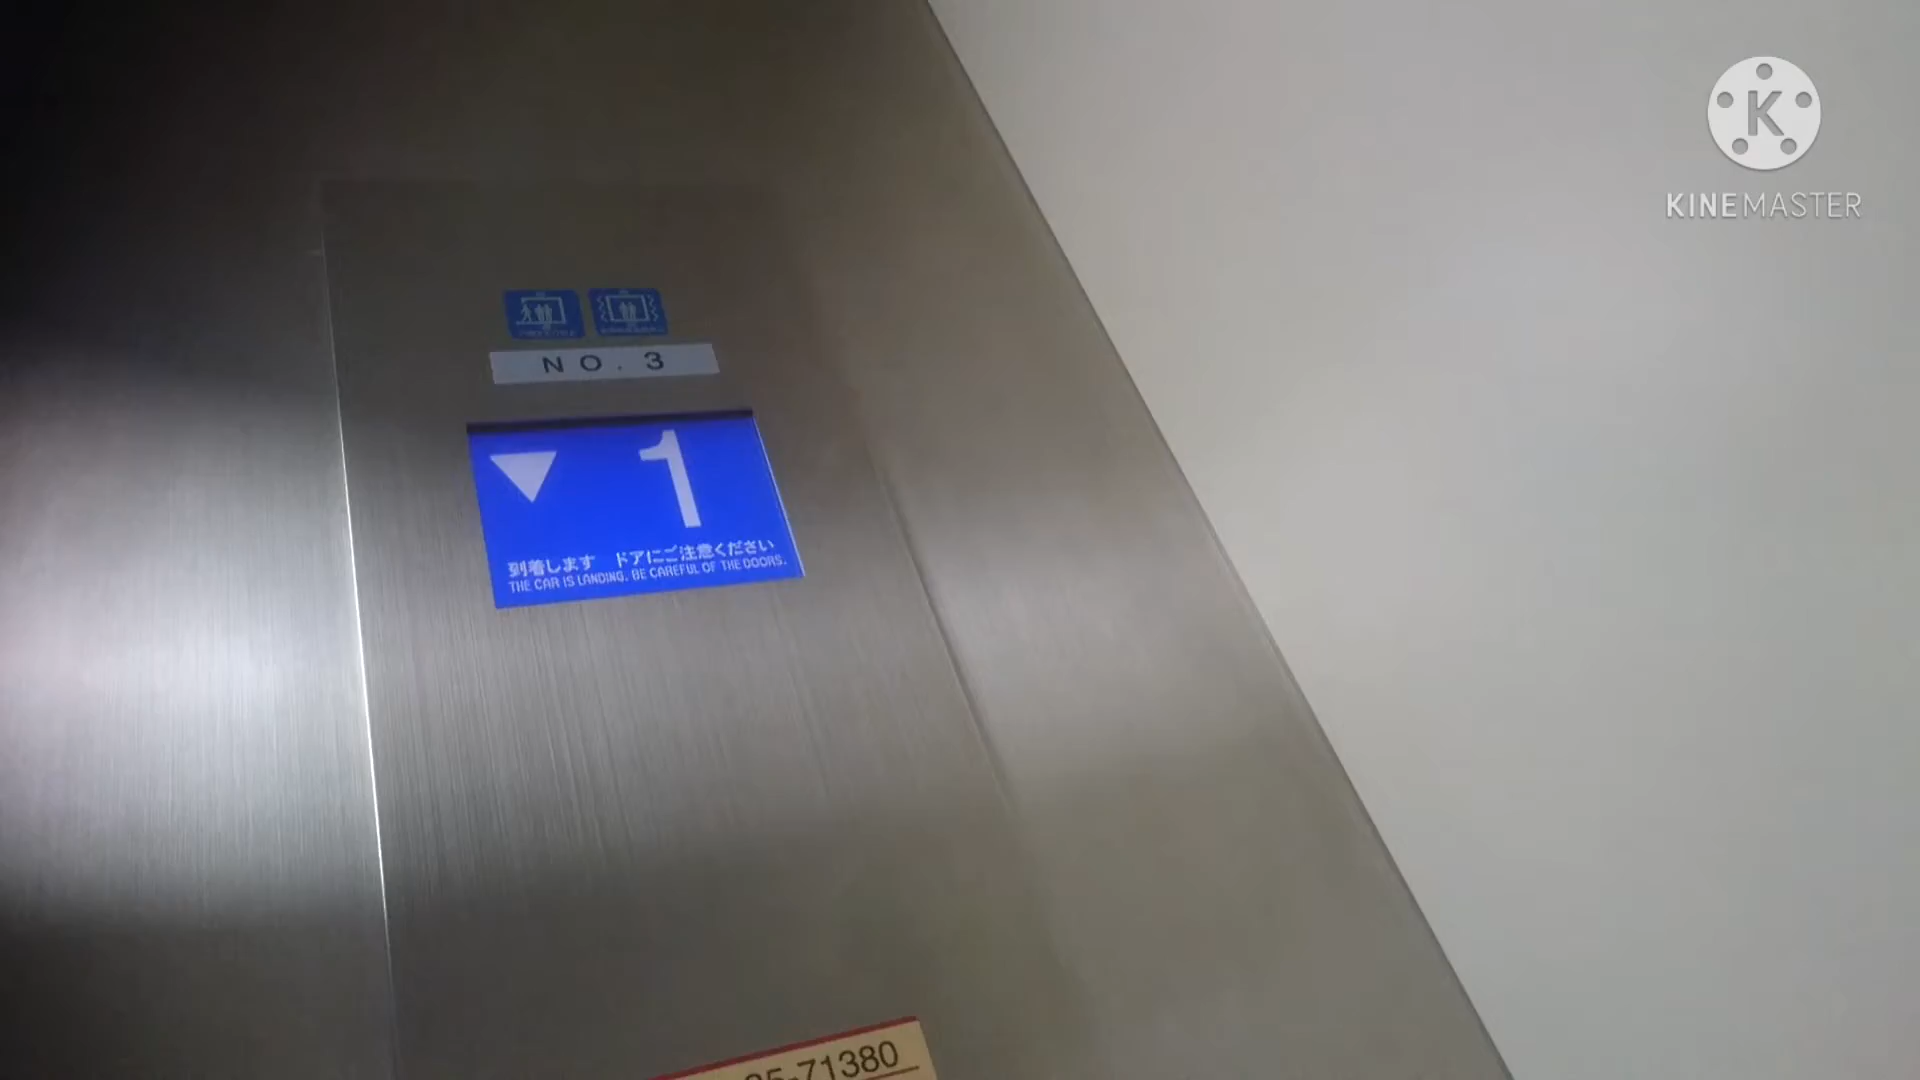 K
KINEMASTER
NO. 3
1
到着します ドアにご注意ください
THE CAR IS LANDING. BE CAREFUL OF THE DOORS.
71380